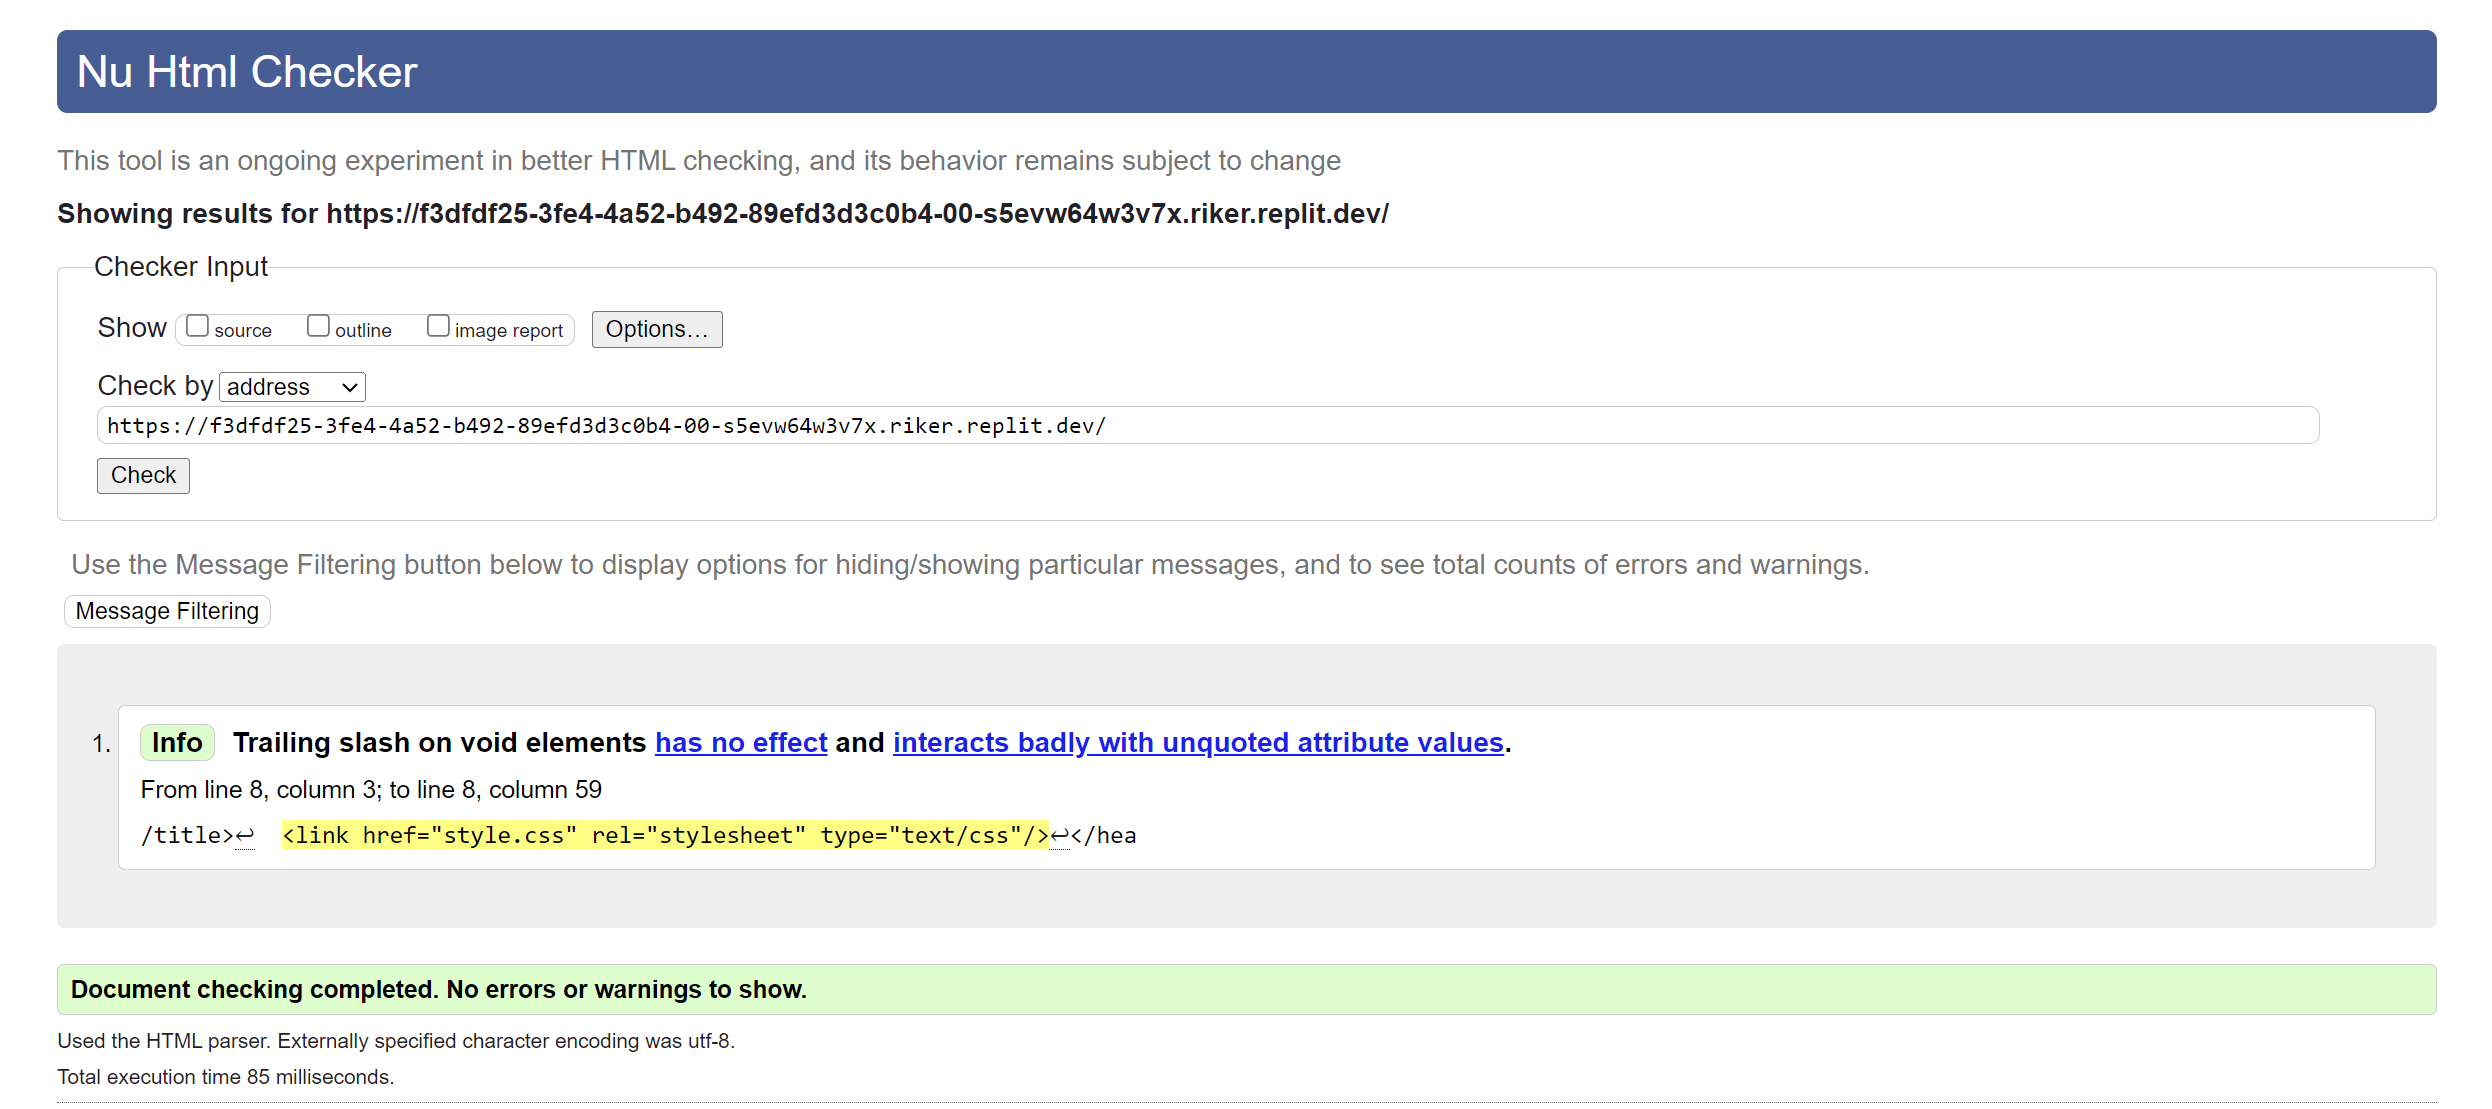 Nu Html Checker
This tool is an ongoing experiment in better HTML checking, and its behavior remains subject to change
Showing results for https://f3dfdf25-3fe4-4a52-b492-89efd3d3c0b4-00-s5evw64w3v7x.riker.replit.dev/
Checker Input
Show source outline image report Options...
Check by address
https://f3dfdf25-3fe4-4a52-b492-89efd3d3c0b4-00-s5evw64w3v7x.riker.replit.dev/
Check
Use the Message Filtering button below to display options for hiding/showing particular messages, and to see total counts of errors and warnings.
Message Filtering
1. Info Trailing slash on void elements has no effect and interacts badly with unquoted attribute values.
From line 8, column 3; to line 8, column 59
/title>↩ <link href="style.css" rel="stylesheet" type="text/css"/>↩</hea
Document checking completed. No errors or warnings to show.
Used the HTML parser. Externally specified character encoding was utf-8.
Total execution time 85 milliseconds.